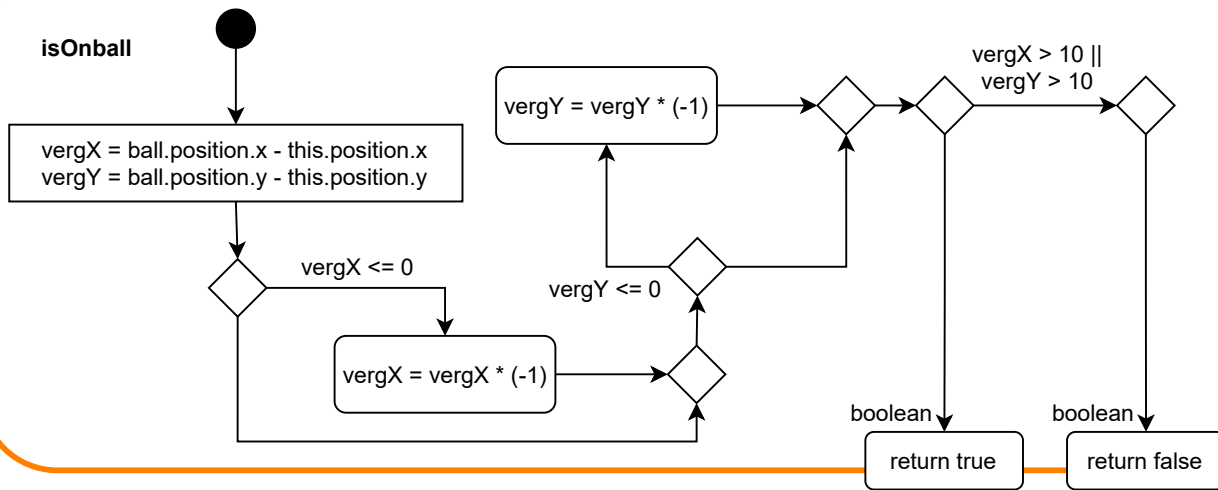 isOnball
vergX = ball.position.x - this.position.x
vergY = ball.position.y - this.position.y
vergX <= 0
vergX = vergX * (-1)
vergY <= 0
vergY = vergY * (-1)
vergX > 10 ||
vergY > 10
boolean
return true
boolean
return false